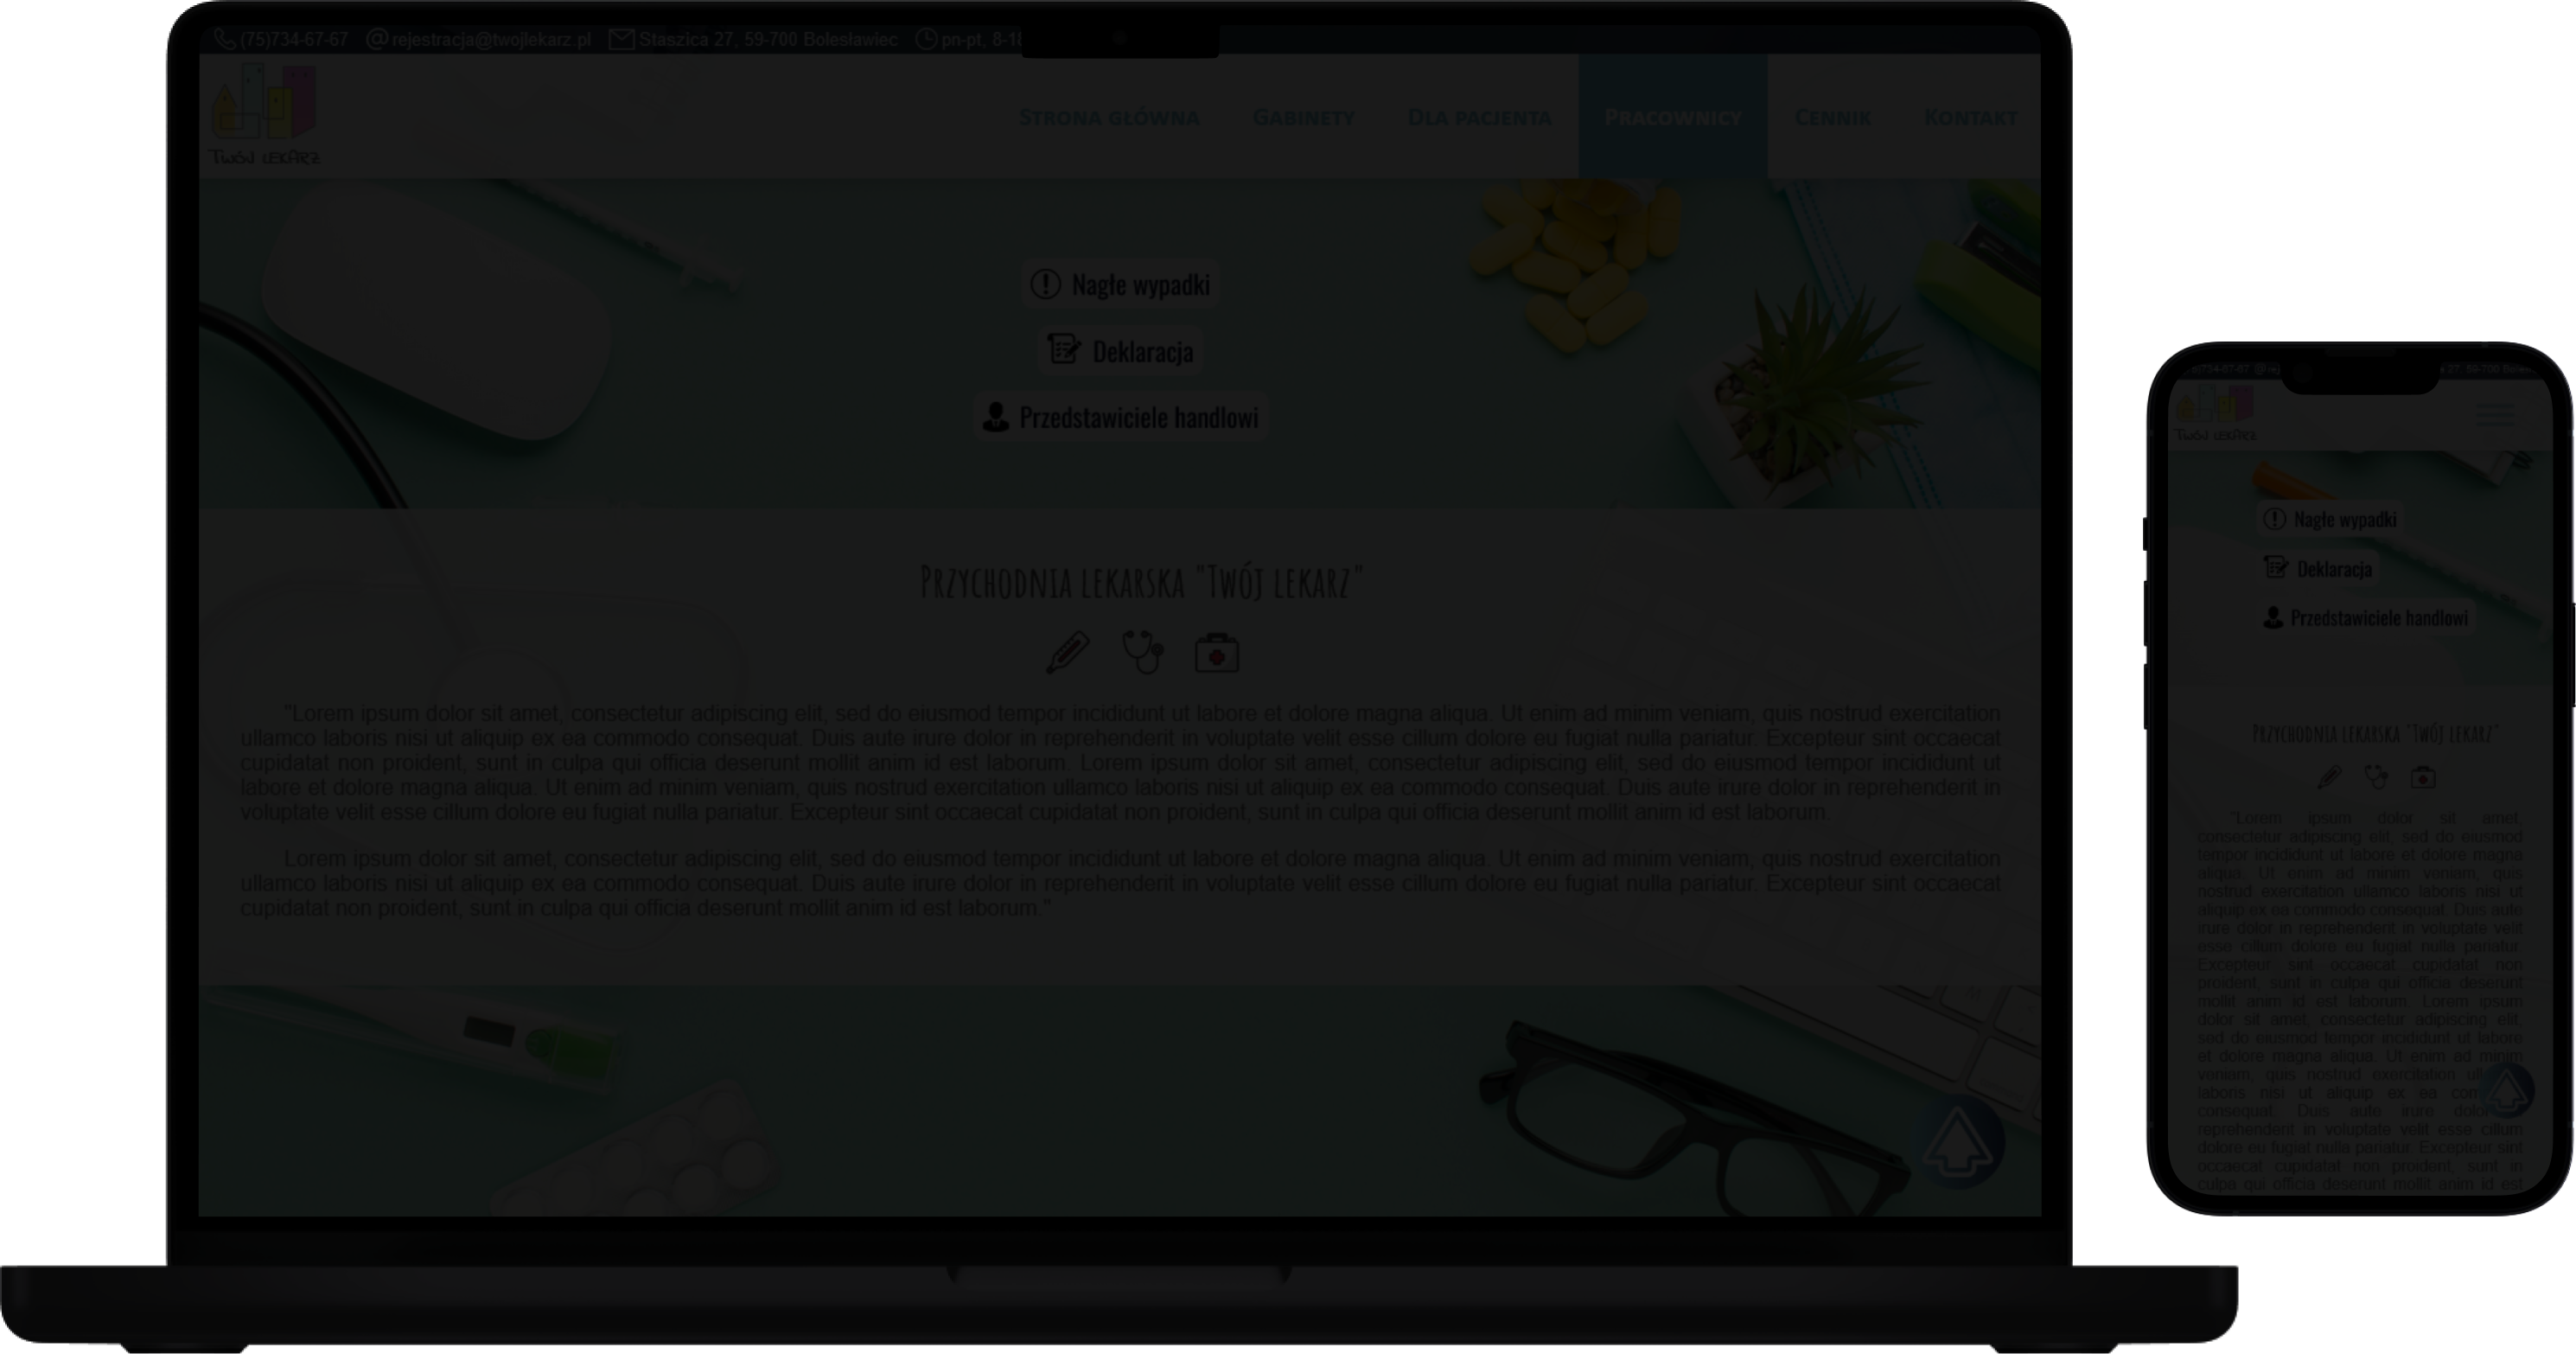 (75)734-67-67 rejestracja@twojlekarz.pl Staszica 27, 59-700 Bolesławiec pn-pt, 8-18
TWÓJ LEKARZ
STRONA GŁÓWNA GABINETY DLA PACJENTA PRACOWNICY CENNIK KONTAKT
Nagłe wypadki
Deklaracja
Przedstawiciele handlowi
PRZYCHODNIA LEKARSKA "TWÓJ LEKARZ"
"Lorem ipsum dolor sit amet, consectetur adipiscing elit, sed do eiusmod tempor incididunt ut labore et dolore magna aliqua. Ut enim ad minim veniam, quis nostrud exercitation
ullamco laboris nisi ut aliquip ex ea commodo consequat. Duis aute irure dolor in reprehenderit in voluptate velit esse cillum dolore eu fugiat nulla pariatur. Excepteur sint occaecat
cupidatat non proident, sunt in culpa qui officia deserunt mollit anim id est laborum. Lorem ipsum dolor sit amet, consectetur adipiscing elit, sed do eiusmod tempor incididunt ut
labore et dolore magna aliqua. Ut enim ad minim veniam, quis nostrud exercitation ullamco laboris nisi ut aliquip ex ea commodo consequat. Duis aute irure dolor in reprehenderit in
voluptate velit esse cillum dolore eu fugiat nulla pariatur. Excepteur sint occaecat cupidatat non proident, sunt in culpa qui officia deserunt mollit anim id est laborum.
Lorem ipsum dolor sit amet, consectetur adipiscing elit, sed do eiusmod tempor incididunt ut labore et dolore magna aliqua. Ut enim ad minim veniam, quis nostrud exercitation
ullamco laboris nisi ut aliquip ex ea commodo consequat. Duis aute irure dolor in reprehenderit in voluptate velit esse cillum dolore eu fugiat nulla pariatur. Excepteur sint occaecat
cupidatat non proident, sunt in culpa qui officia deserunt mollit anim id est laborum."
)734-67-67 27, 59-700
TWÓJ LEKARZ
Nagłe wypadki
Deklaracja
Przedstawiciele handlowi
PRZYCHODNIA LEKARSKA "TWÓJ LEKARZ"
"Lorem ipsum dolor sit amet,
consectetur adipiscing elit, sed do eiusmod
tempor incididunt ut labore et dolore magna
aliqua. Ut enim ad minim veniam, quis
nostrud exercitation ullamco laboris nisi ut
aliquip ex ea commodo consequat. Duis aute
irure dolor in reprehenderit in voluptate velit
esse cillum dolore eu fugiat nulla pariatur.
Excepteur sint occaecat cupidatat non
proident, sunt in culpa qui officia deserunt
mollit anim id est laborum. Lorem ipsum
dolor sit amet, consectetur adipiscing elit,
sed do eiusmod tempor incididunt ut labore
et dolore magna aliqua. Ut enim ad minim
veniam, quis nostrud exercitation ull
laboris nisi ut aliquip ex ea com
consequat. Duis aute irure dolor
reprehenderit in voluptate velit esse cillum
dolore eu fugiat nulla pariatur. Excepteur sint
occaecat cupidatat non proident, sunt in
culpa qui officia deserunt mollit anim id est